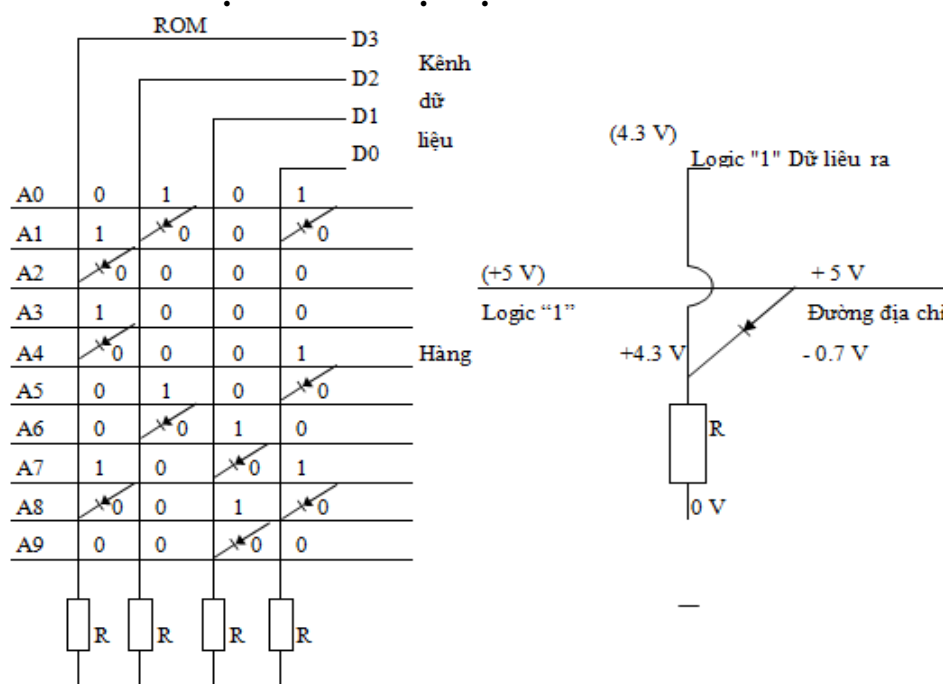 ROM
D3
D2
D1
D0
Kênh
dữ
liệu
A0 0 1 0 1
A1 1 0 0 0
A2 0 0 0 0
A3 1 0 0 0
A4 0 0 0 1
A5 0 1 0 0
A6 0 0 1 0
A7 1 0 0 1
A8 0 0 1 0
A9 0 0 0 0
Hàng
R R R R
(4.3 V)
Logic "1" Dữ liêu ra
(+5 V) + 5 V
Logic “1” Đường địa chỉ
+4.3 V - 0.7 V
R
0 V